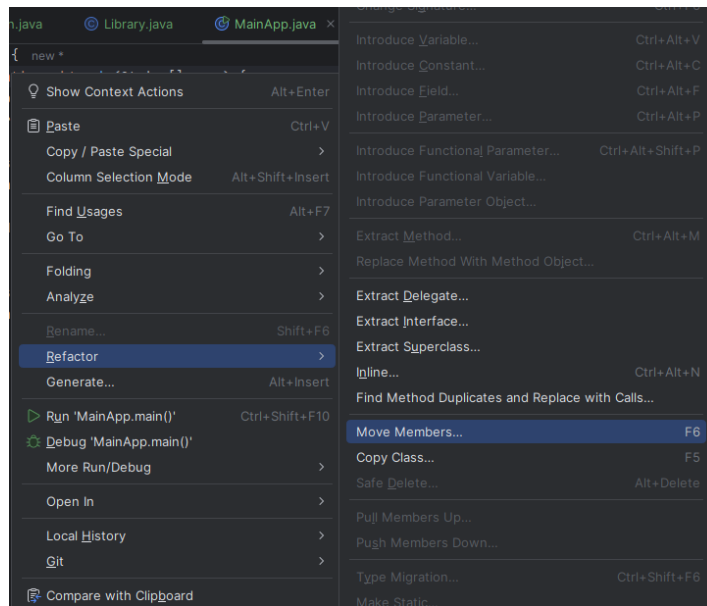 n.java
Library.java
MainApp.java
{ new *
Show Context Actions Alt+Enter
Paste Ctrl+V
Copy / Paste Special
Column Selection Mode Alt+Shift+Insert
Find Usages Alt+F7
Go To
Folding
Analyze
Rename... Shift+F6
Refactor
Generate... Alt+Insert
Run 'MainApp.main()' Ctrl+Shift+F10
Debug 'MainApp.main()'
More Run/Debug
Open In
Local History
Git
Compare with Clipboard
Change Signature...
Introduce Variable... Ctrl+Alt+V
Introduce Constant... Ctrl+Alt+C
Introduce Field... Ctrl+Alt+F
Introduce Parameter... Ctrl+Alt+P
Introduce Functional Parameter... Ctrl+Alt+Shift+P
Introduce Functional Variable...
Introduce Parameter Object...
Extract Method... Ctrl+Alt+M
Replace Method With Method Object...
Extract Delegate...
Extract Interface...
Extract Superclass...
Inline... Ctrl+Alt+N
Find Method Duplicates and Replace with Calls...
Move Members... F6
Copy Class... F5
Safe Delete... Alt+Delete
Pull Members Up...
Push Members Down...
Type Migration... Ctrl+Shift+F6
Make Static...